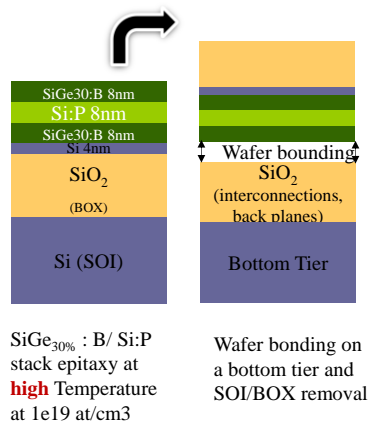 SiGe30:B 8nm
Si:P 8nm
SiGe30:B 8nm
Si 4nm
SiO2
(BOX)
Si (SOI)
SiGe30% : B/ Si:P
stack epitaxy at
high Temperature
at 1e19 at/cm3
Wafer bounding
SiO2
(interconnections,
back planes)
Bottom Tier
Wafer bonding on
a bottom tier and
SOI/BOX removal